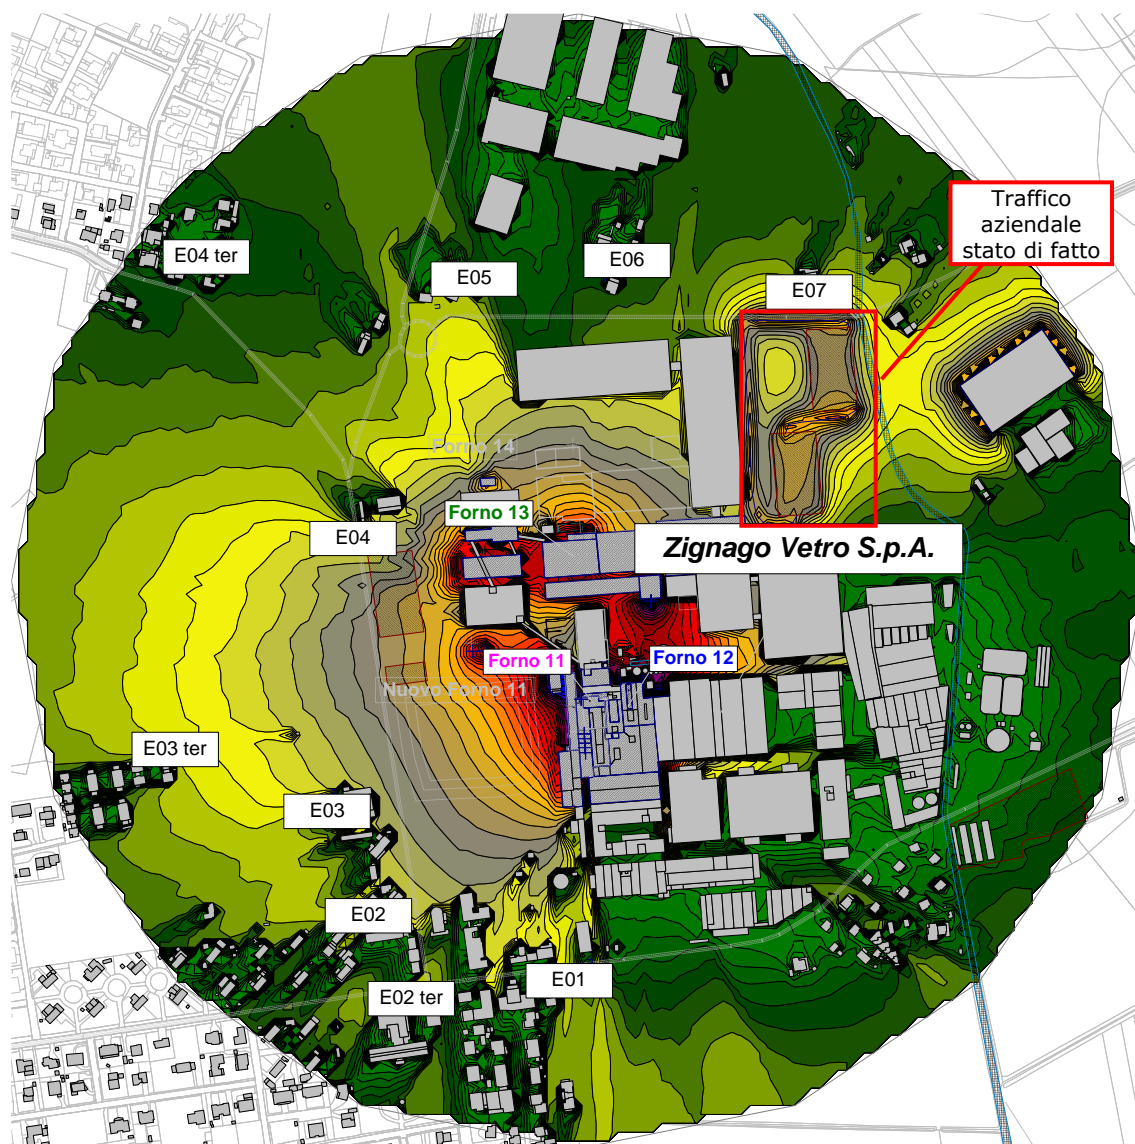 Traffico
aziendale
stato di fatto
E04 ter
E05
E06
E07
Forno 14
Forno 13
E04
Zignago Vetro S.p.A.
Forno 11
Forno 12
Nuovo Forno 11
E03 ter
E03
E02
E01
E02 ter